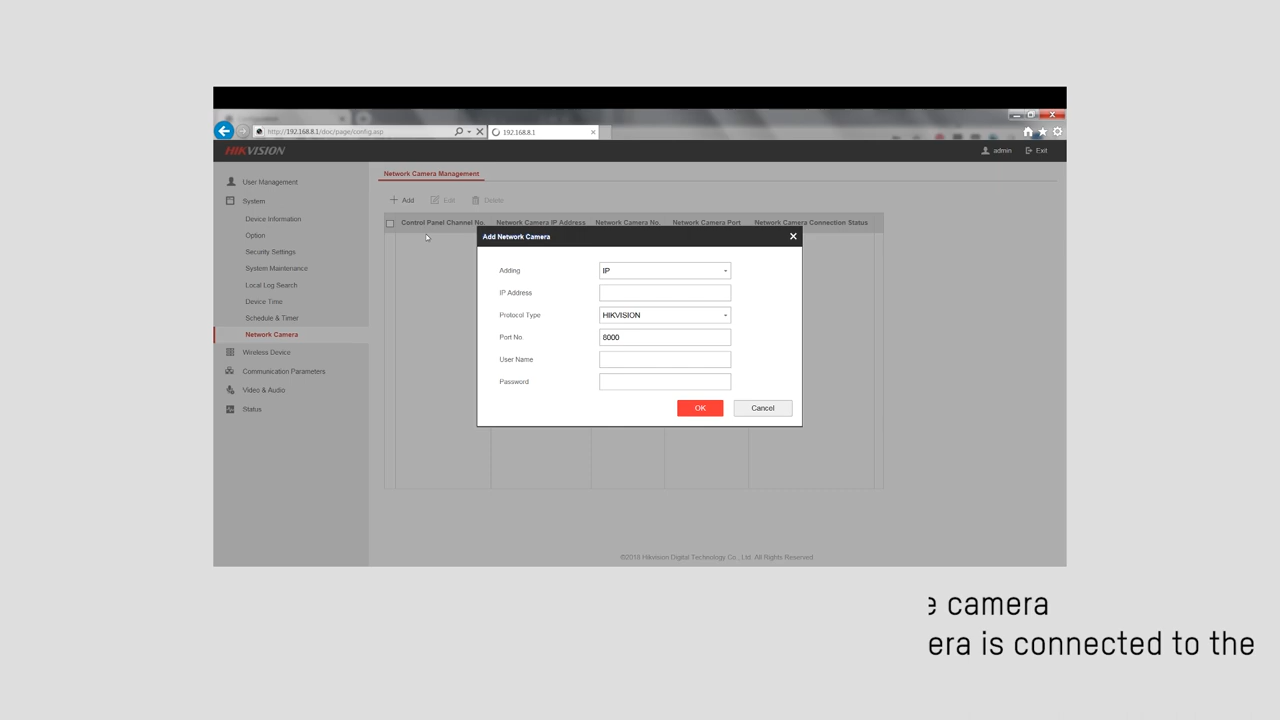 http://192.168.8.1/doc/page/config.asp
192.168.8.1
HIKVISION
admin
Exit
User Management
System
Device Information
Option
Security Settings
System Maintenance
Local Log Search
Device Time
Schedule & Timer
Network Camera
Wireless Device
Communication Parameters
Video & Audio
Status
Network Camera Management
Add
Edit
Delete
Control Panel Channel No.
Network Camera IP Address
Network Camera No.
Network Camera Port
Network Camera Connection Status
Add Network Camera
Adding
IP
IP Address
Protocol Type
HIKVISION
Port No
8000
User Name
Password
OK
Cancel
©2018 Hikvision Digital Technology Co., Ltd. All Rights Reserved.
e camera
era is connected to the